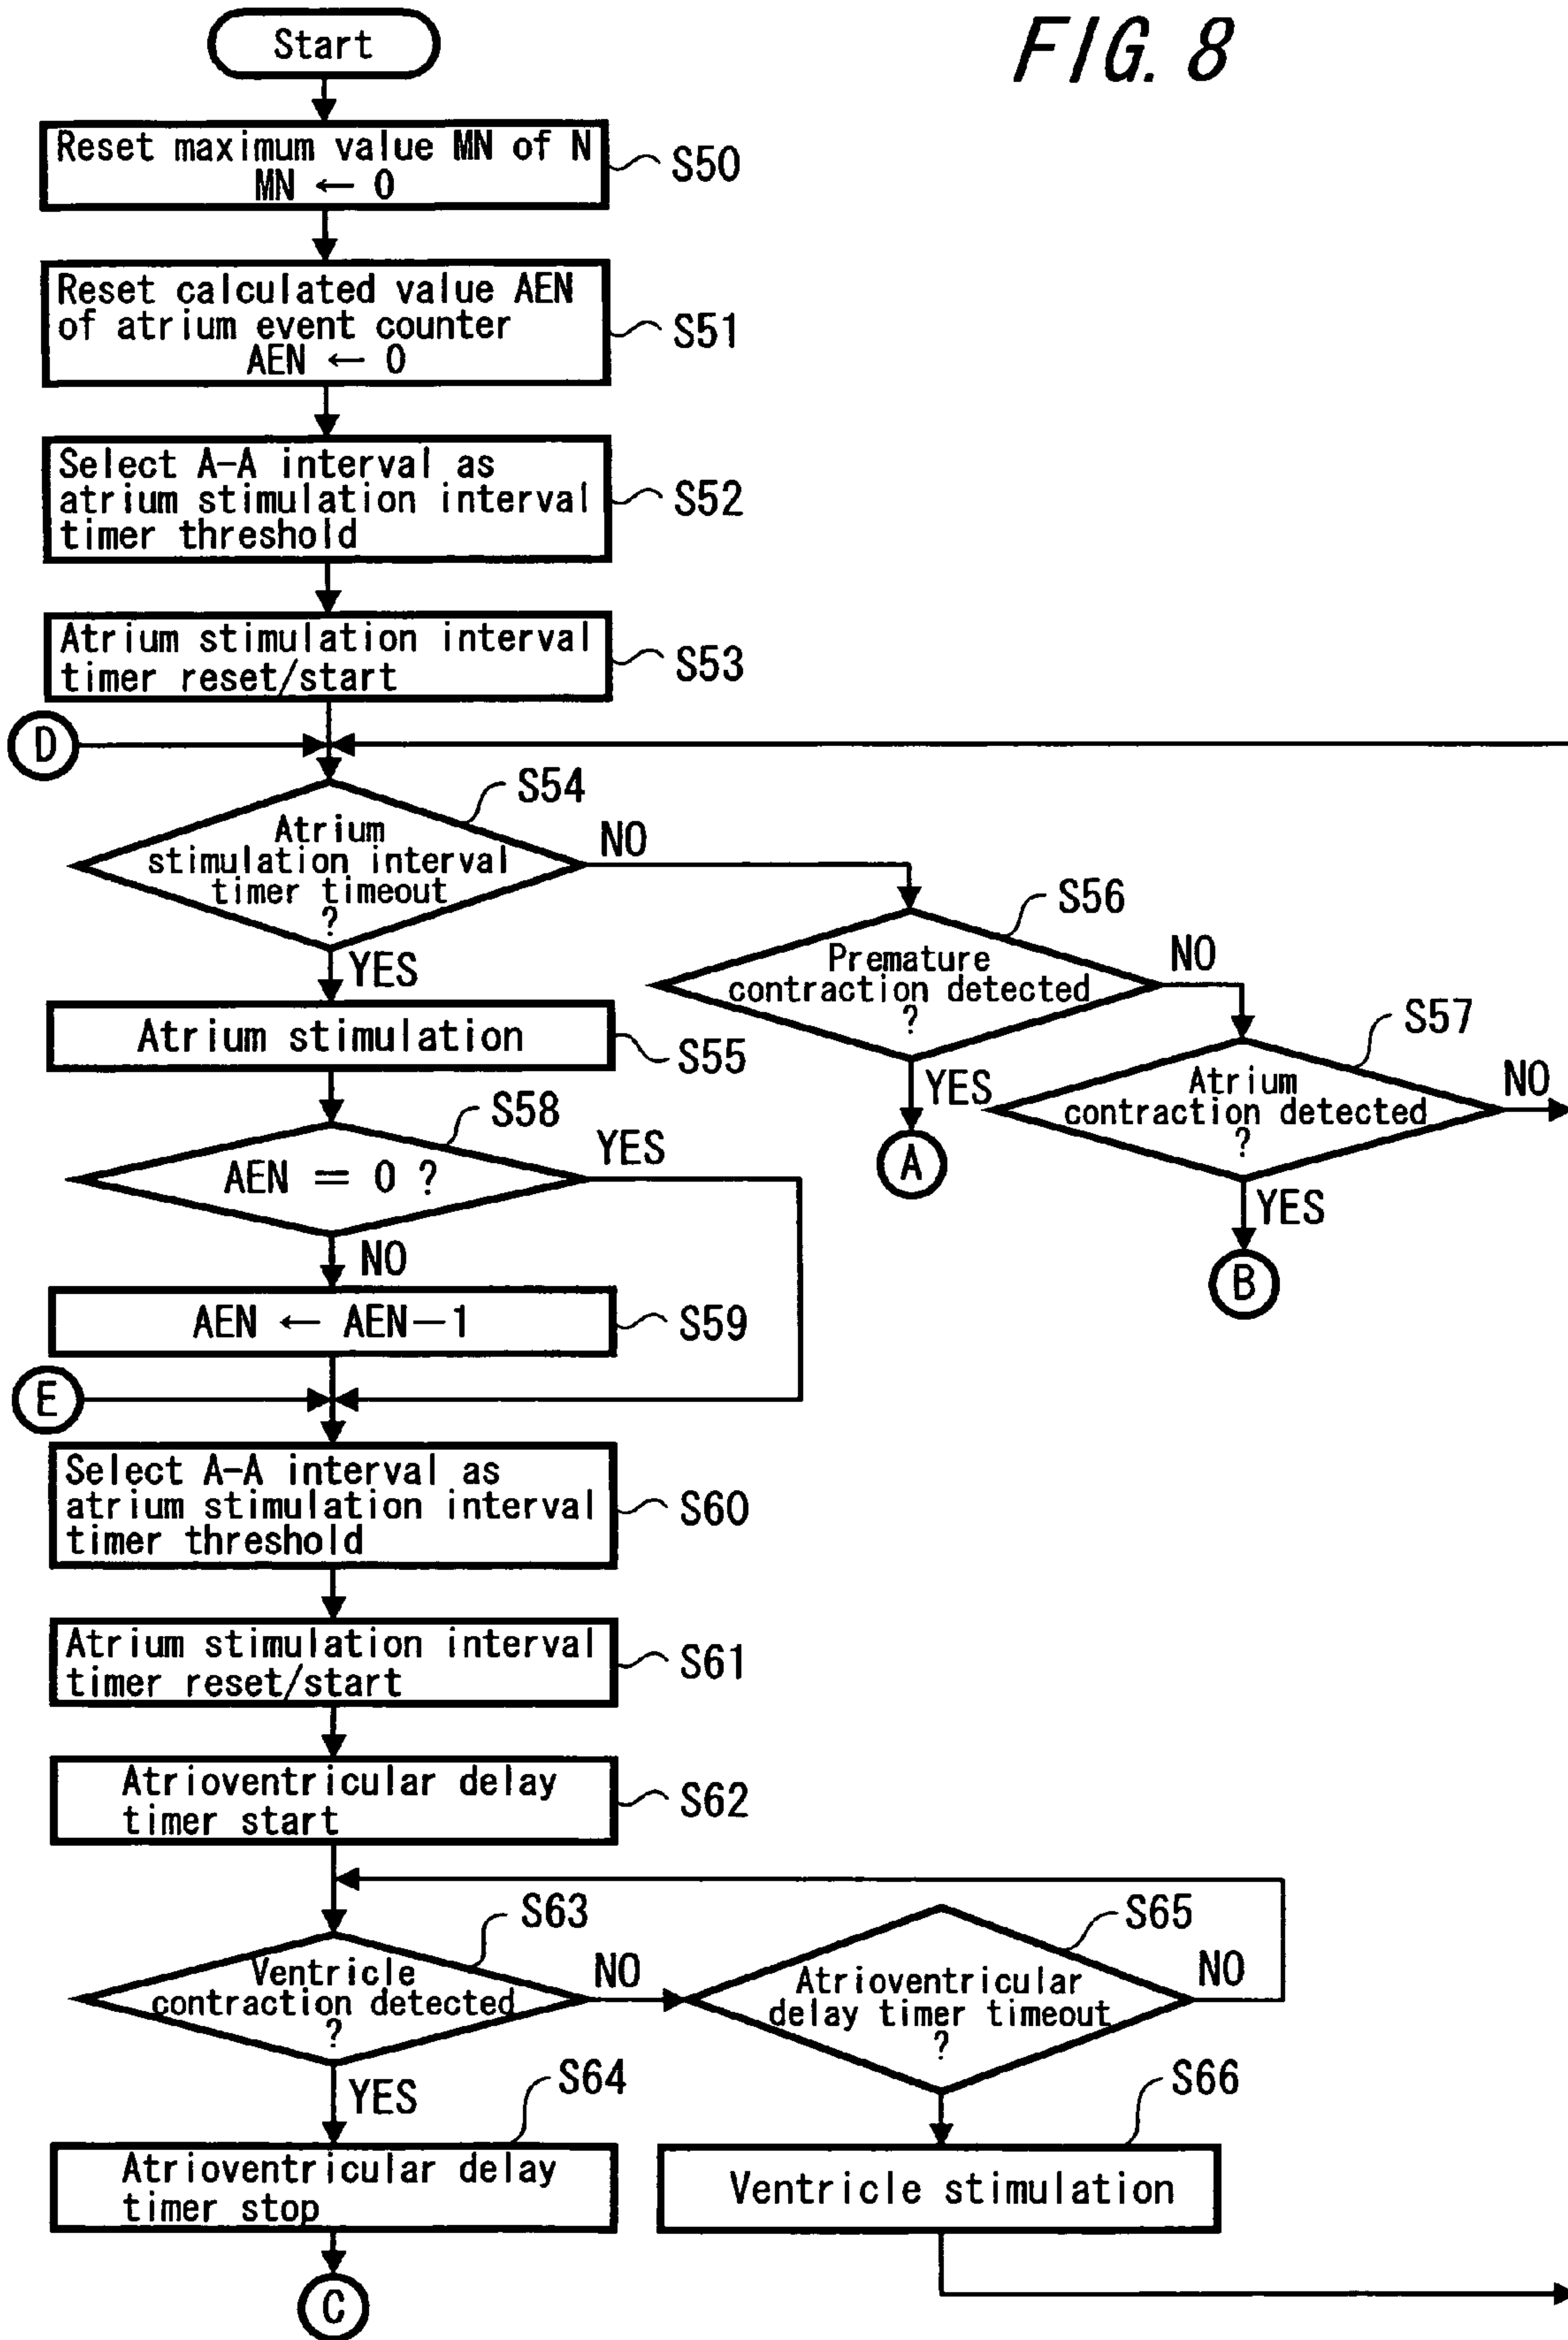 FIG. 8
Start
Reset maximum value MN of N
MN ← 0
S50
Reset calculated value AEN
of atrium event counter
AEN ← 0
S51
Select A-A interval as
atrium stimulation interval
timer threshold
S52
Atrium stimulation interval
timer reset/start
S53
D
S54
Atrium
stimulation interval
timer timeout
?
NO
YES
S56
Premature
contraction detected
?
NO
YES
A
S57
Atrium
contraction detected
?
NO
YES
B
Atrium stimulation
S55
S58
AEN = 0 ?
YES
NO
AEN ← AEN-1
S59
E
Select A-A interval as
atrium stimulation interval
timer threshold
S60
Atrium stimulation interval
timer reset/start
S61
Atrioventricular delay
timer start
S62
S63
Ventricle
contraction detected
?
NO
YES
S65
Atrioventricular
delay timer timeout
?
NO
S64
Atrioventricular delay
timer stop
C
S66
Ventricle stimulation